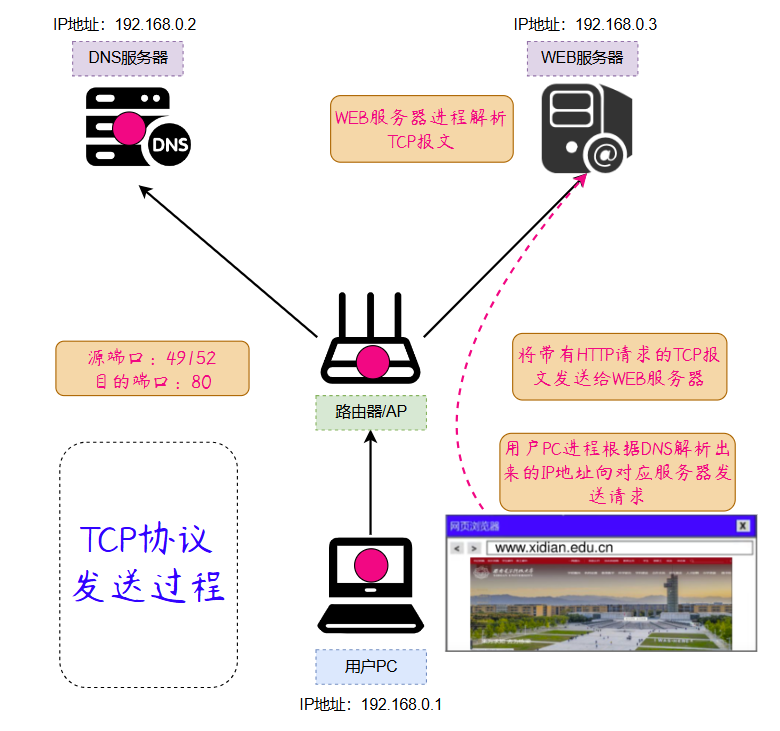 IP地址：192.168.0.2
DNS服务器
DNS
IP地址：192.168.0.3
WEB服务器
@
WEB服务器进程解析
TCP报文
源端口：49152
目的端口：80
路由器/AP
将带有HTTP请求的TCP报
文发送给WEB服务器
用户PC进程根据DNS解析出
来的IP地址向对应服务器发
送请求
TCP协议
发送过程
网页浏览器
X
< >
www.xidian.edu.cn
用户PC
IP地址：192.168.0.1